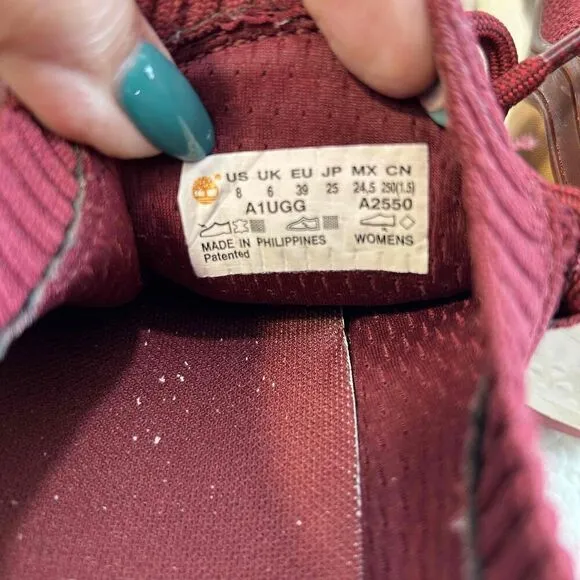 US UK EU JP MX CN
8 6 39 25 24,5 250(1.5)
A1UGG A2550
MADE IN PHILIPPINES WOMENS
Patented